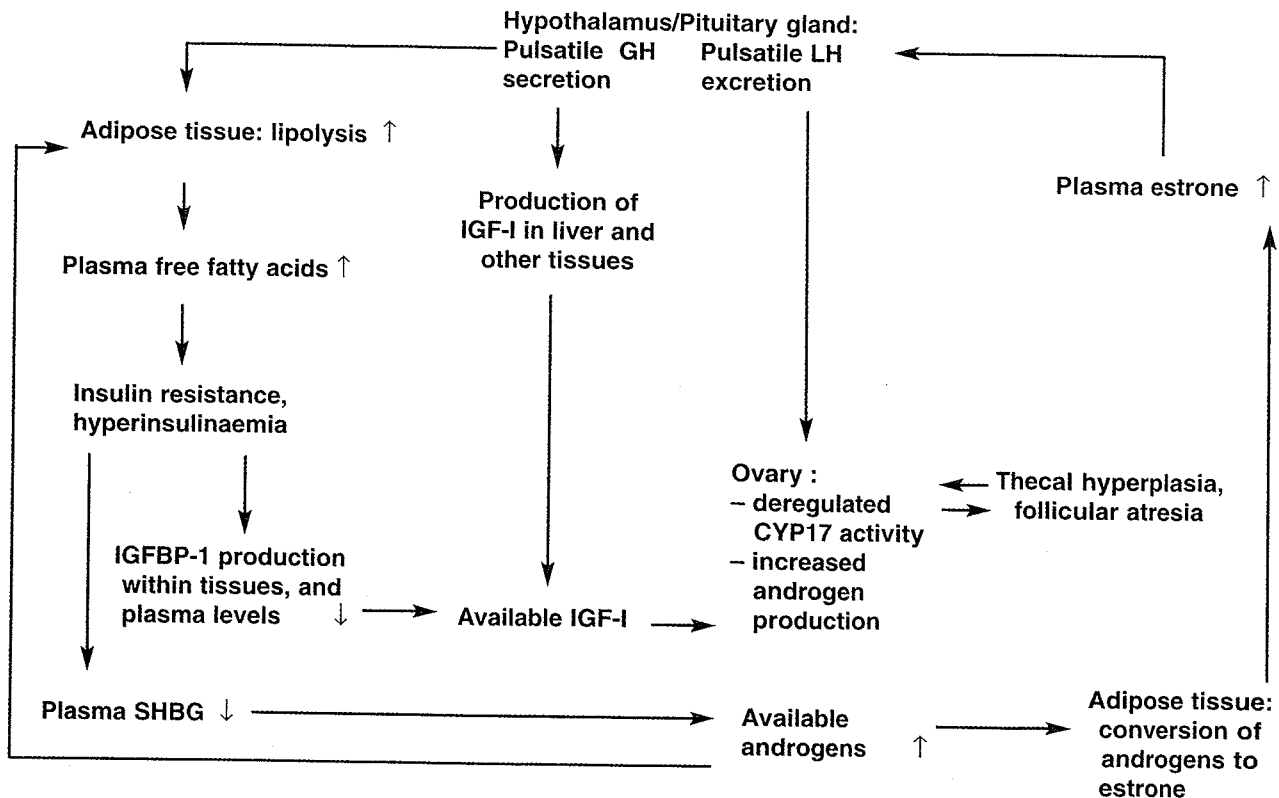 Hypothalamus/Pituitary gland:
Pulsatile GH
secretion
Pulsatile LH
excretion
Adipose tissue: lipolysis ↑
Production of
IGF-I in liver and
other tissues
Plasma estrone ↑
Plasma free fatty acids ↑
Insulin resistance,
hyperinsulinaemia
Ovary :
– deregulated
CYP17 activity
– increased
androgen
production
Thecal hyperplasia,
follicular atresia
IGFBP-1 production
within tissues, and
plasma levels ↓
Available IGF-I
Plasma SHBG ↓
Available
androgens ↑
Adipose tissue:
conversion of
androgens to
estrone